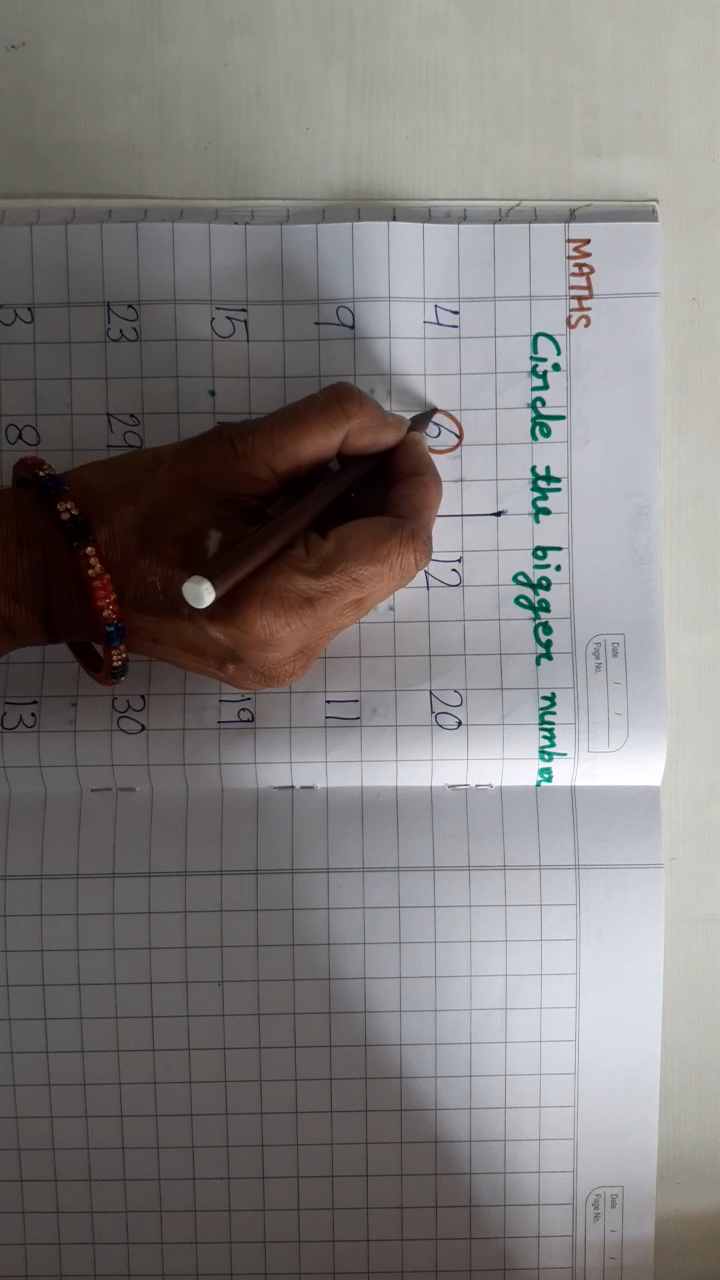 MATHS
Date / /
Page No.
Circle the bigger number
4 6 12 20
9 11
15 19
23 29 30
3 8 13
Date / /
Page No.